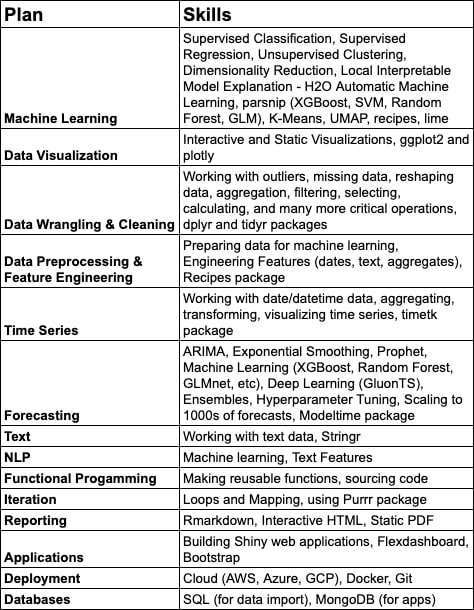 Plan Skills
Supervised Classification, Supervised
Regression, Unsupervised Clustering,
Dimensionality Reduction, Local Interpretable
Model Explanation - H2O Automatic Machine
Learning, parsnip (XGBoost, SVM, Random
Machine Learning Forest, GLM), K-Means, UMAP, recipes, lime
Interactive and Static Visualizations, ggplot2 and
Data Visualization plotly
Working with outliers, missing data, reshaping
data, aggregation, filtering, selecting,
calculating, and many more critical operations,
Data Wrangling & Cleaning dplyr and tidyr packages
Preparing data for machine learning,
Data Preprocessing & Engineering Features (dates, text, aggregates),
Feature Engineering Recipes package
Working with date/datetime data, aggregating,
transforming, visualizing time series, timetk
Time Series package
ARIMA, Exponential Smoothing, Prophet,
Machine Learning (XGBoost, Random Forest,
GLMnet, etc), Deep Learning (GluonTS),
Ensembles, Hyperparameter Tuning, Scaling to
Forecasting 1000s of forecasts, Modeltime package
Text Working with text data, Stringr
NLP Machine learning, Text Features
Functional Progamming Making reusable functions, sourcing code
Iteration Loops and Mapping, using Purrr package
Reporting Rmarkdown, Interactive HTML, Static PDF
Building Shiny web applications, Flexdashboard,
Applications Bootstrap
Deployment Cloud (AWS, Azure, GCP), Docker, Git
Databases SQL (for data import), MongoDB (for apps)